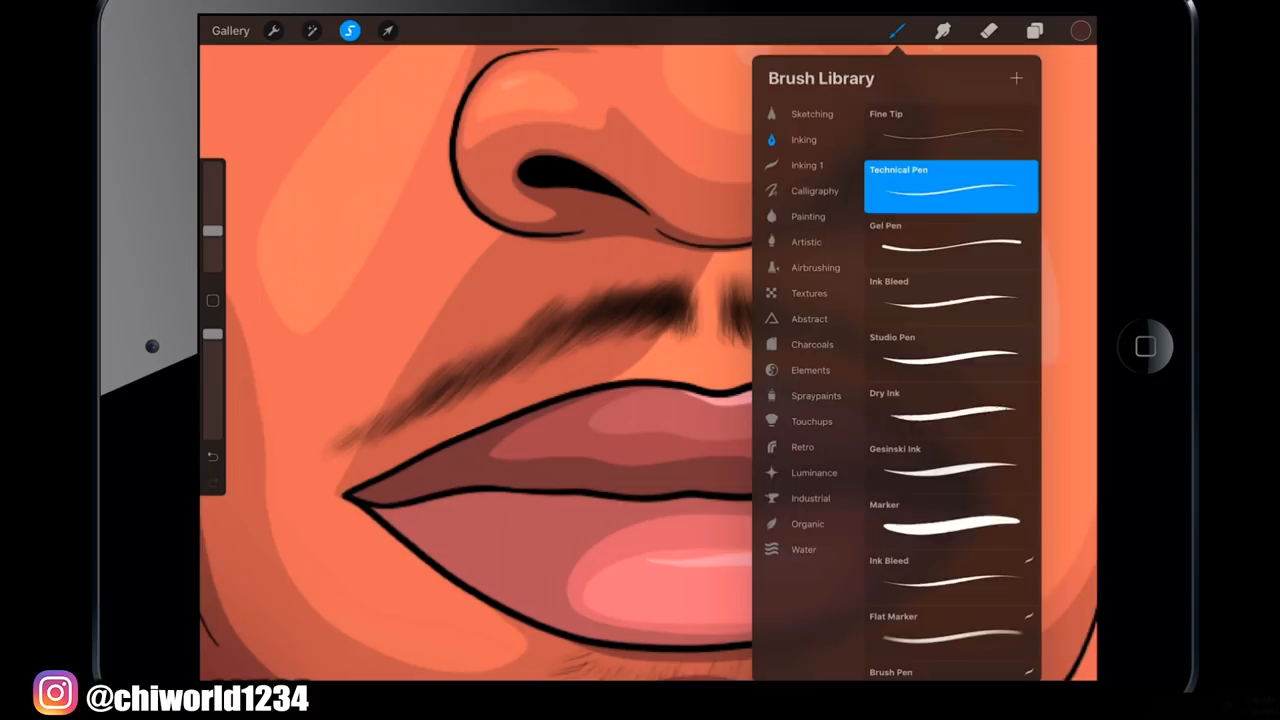 Gallery
Brush Library
Sketching
Inking
Inking 1
Calligraphy
Painting
Artistic
Airbrushing
Textures
Abstract
Charcoals
Elements
Spraypaints
Touchups
Retro
Luminance
Industrial
Organic
Water
Fine Tip
Technical Pen
Gel Pen
Ink Bleed
Studio Pen
Dry Ink
Gesinski Ink
Marker
Ink Bleed
Flat Marker
Brush Pen
@chiworld1234